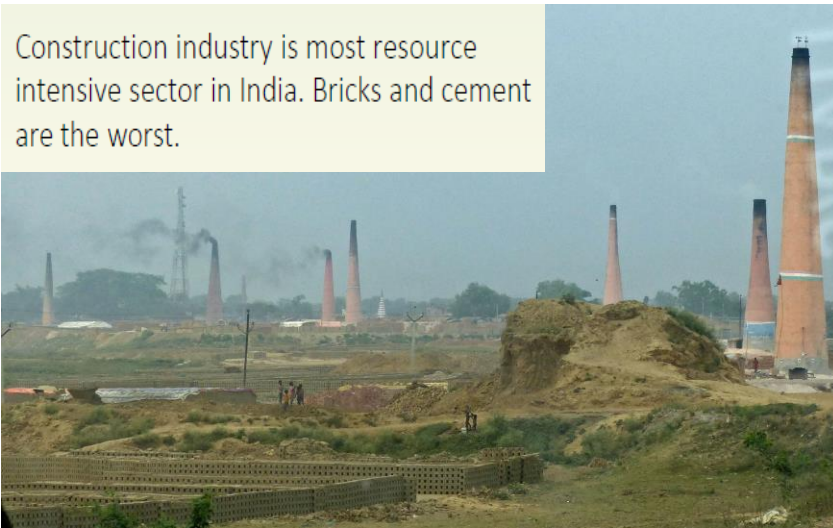 Construction industry is most resource
intensive sector in India. Bricks and cement
are the worst.